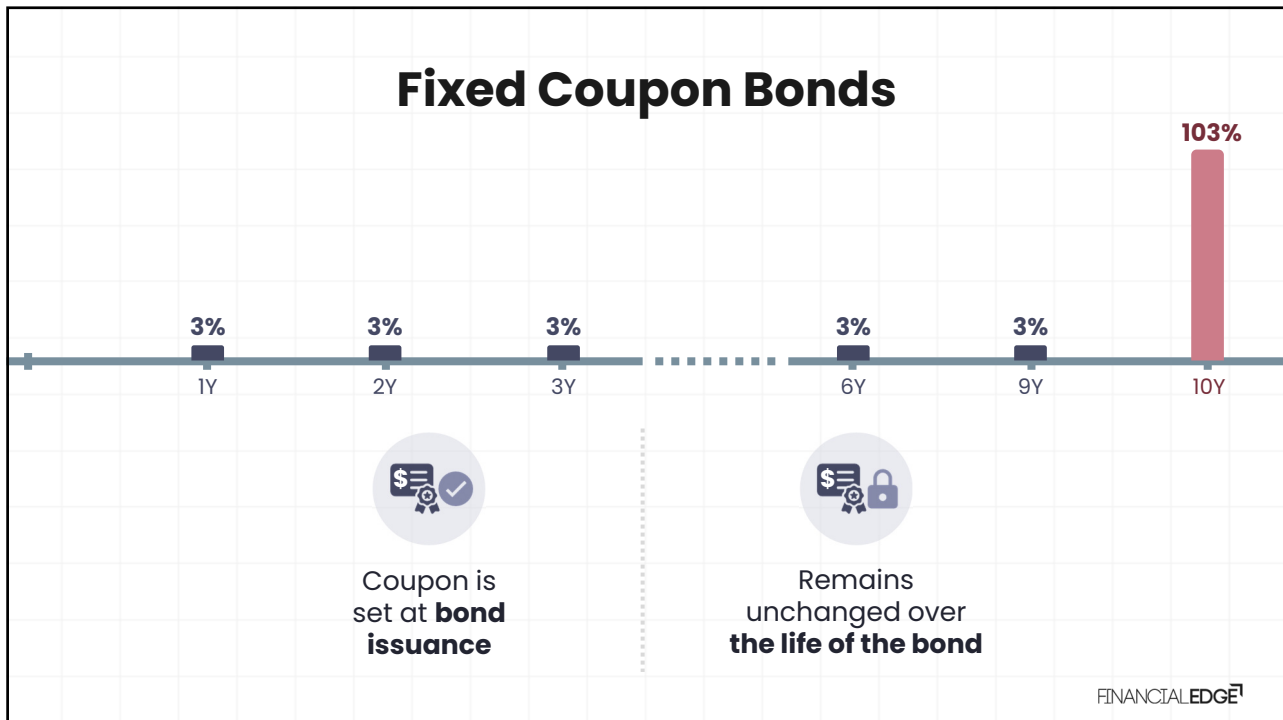 Fixed Coupon Bonds
103%
3%
3%
3%
3%
3%
1Y
2Y
3Y
6Y
9Y
10Y
$
$
Coupon is
set at bond
issuance
Remains
unchanged over
the life of the bond
FINANCIALEDGE